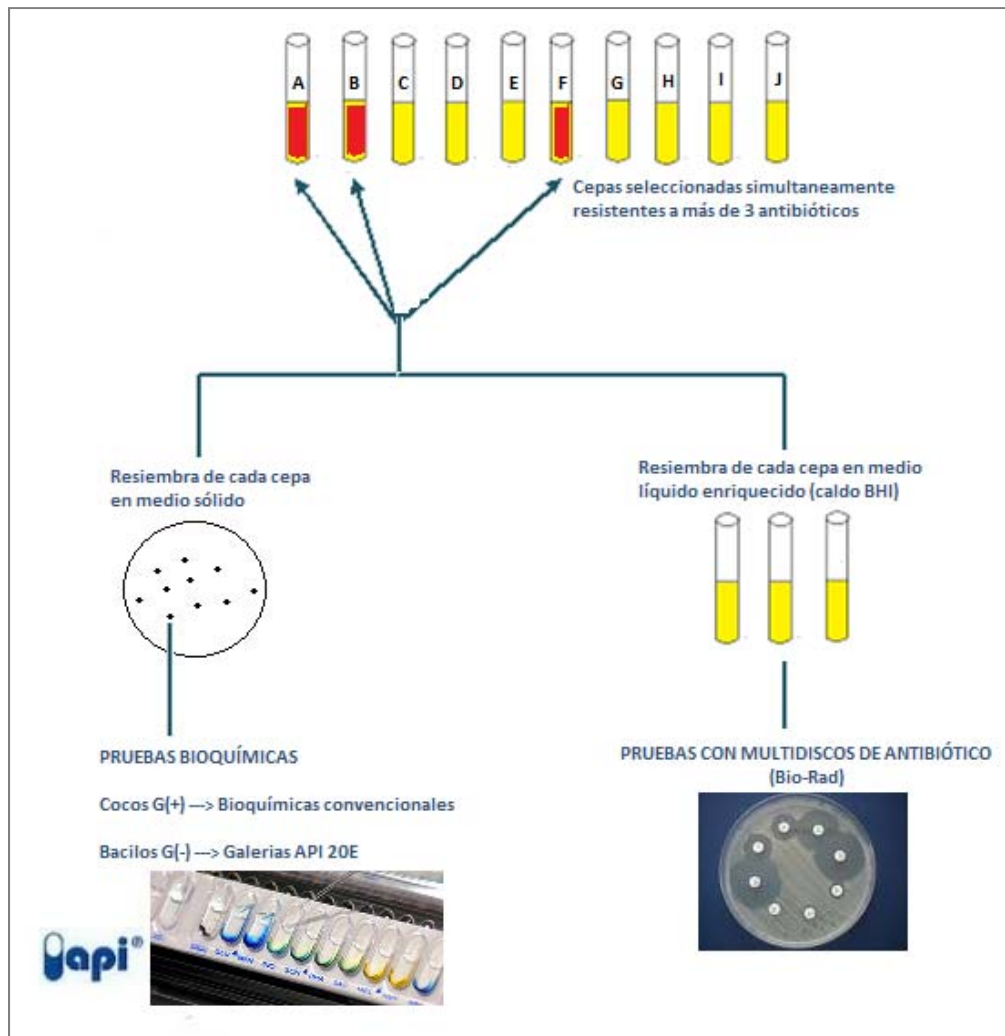 A B C D E F G H I J
Cepas seleccionadas simultaneamente
resistentes a más de 3 antibióticos
Resiembra de cada cepa
en medio sólido
Resiembra de cada cepa en medio
líquido enriquecido (caldo BHI)
PRUEBAS BIOQUÍMICAS
Cocos G(+) ---> Bioquímicas convencionales
Bacilos G(-) ---> Galerias API 20E
PRUEBAS CON MULTIDISCOS DE ANTIBIÓTICO
(Bio-Rad)
api®